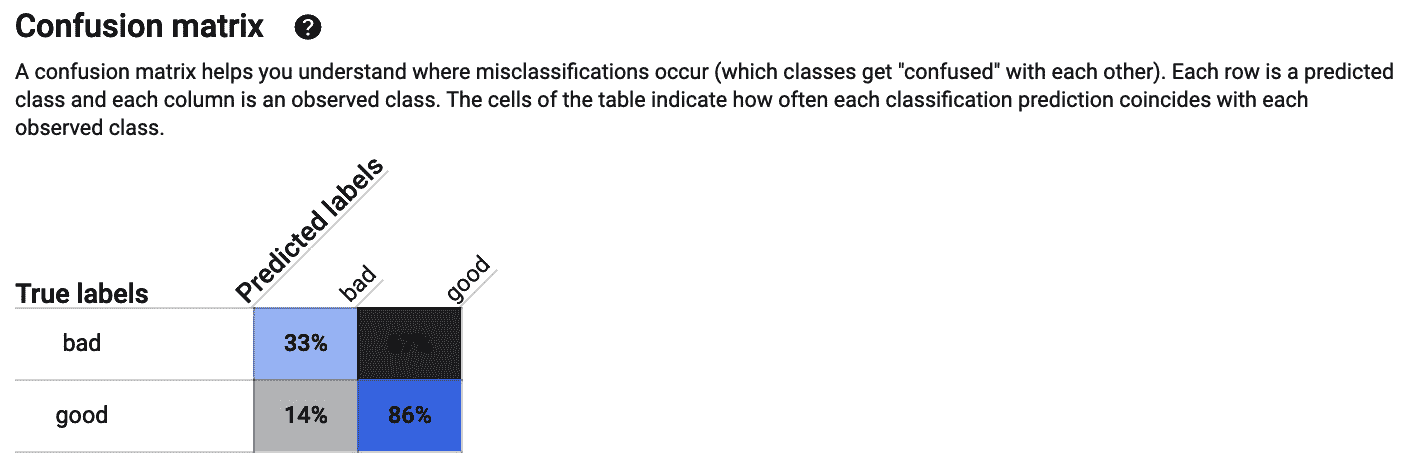 Confusion matrix ?
A confusion matrix helps you understand where misclassifications occur (which classes get "confused" with each other). Each row is a predicted
class and each column is an observed class. The cells of the table indicate how often each classification prediction coincides with each
observed class.
Predicted labels
True labels bad good
bad 33% 67%
good 14% 86%